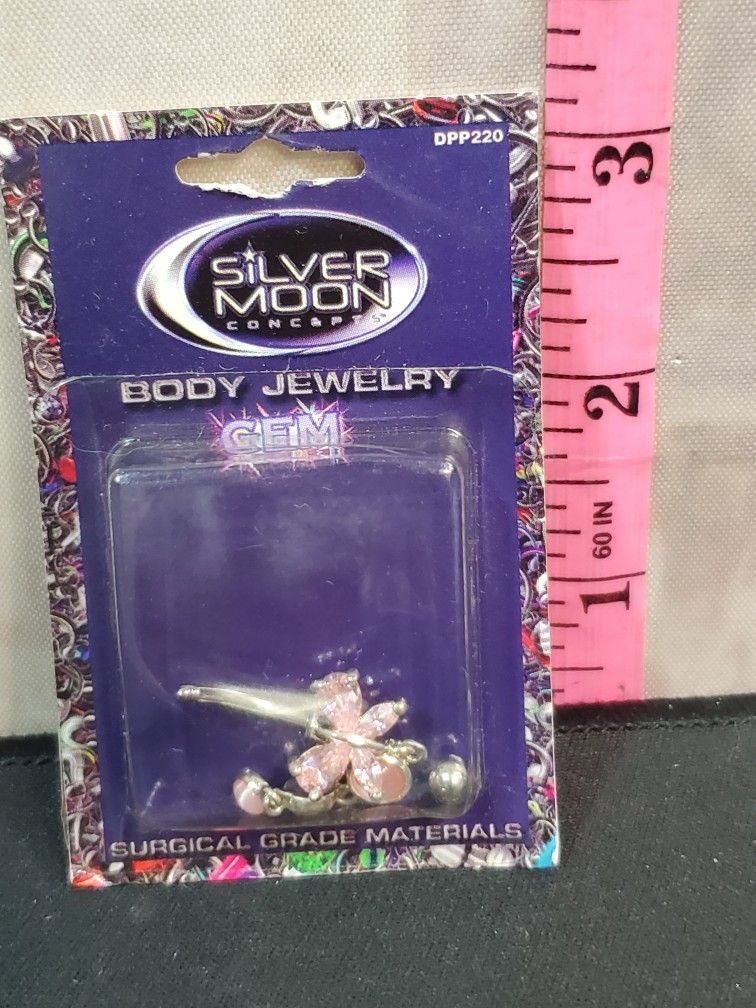 DPP220
SiLVER
MOON
CONCEPTS
BODY JEWELRY
GEM
SURGICAL GRADE MATERIALS
3
2
60 IN
1